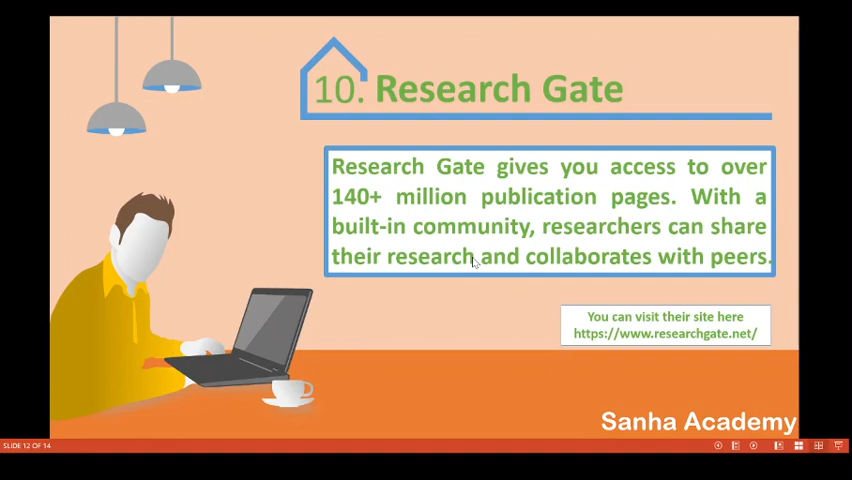 10. Research Gate
Research Gate gives you access to over
140+ million publication pages. With a
built-in community, researchers can share
their research and collaborates with peers.
You can visit their site here
https://www.researchgate.net/
Sanha Academy
SLIDE 12 OF 14